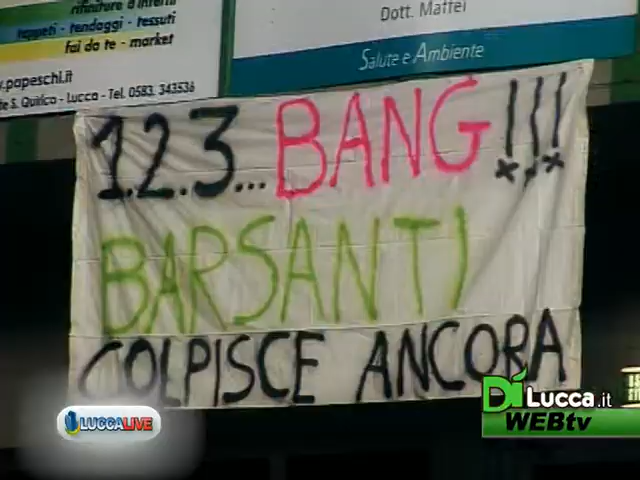 rifiniture d'interni
tappeti - tendaggi - tessuti
fai da te - market
.papeschi.it
te S. Quirico - Lucca - Tel. 0583. 343536
Dott. Maffei
Salute e Ambiente
1.2.3... BANG!!!
BARSANTI
COLPISCE ANCORA
LUCCALIVE
DiLucca.it
WEBtv